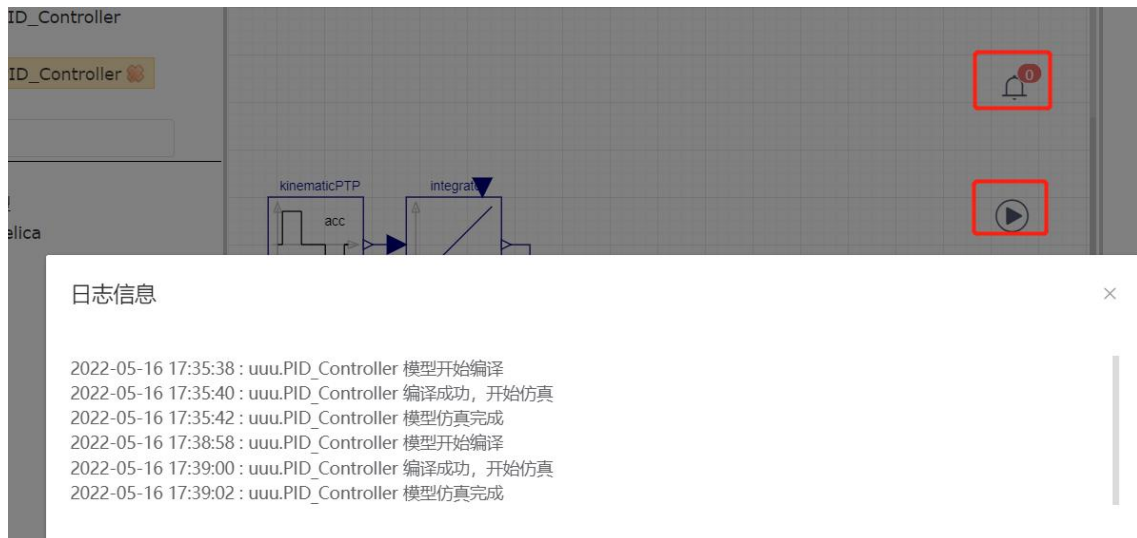 ID_Controller
ID_Controller
0
kinematicPTP
integrat
acc
elica
日志信息
2022-05-16 17:35:38 : uuu.PID_Controller 模型开始编译
2022-05-16 17:35:40 : uuu.PID_Controller 编译成功，开始仿真
2022-05-16 17:35:42 : uuu.PID_Controller 模型仿真完成
2022-05-16 17:38:58 : uuu.PID_Controller 模型开始编译
2022-05-16 17:39:00 : uuu.PID_Controller 编译成功，开始仿真
2022-05-16 17:39:02 : uuu.PID_Controller 模型仿真完成